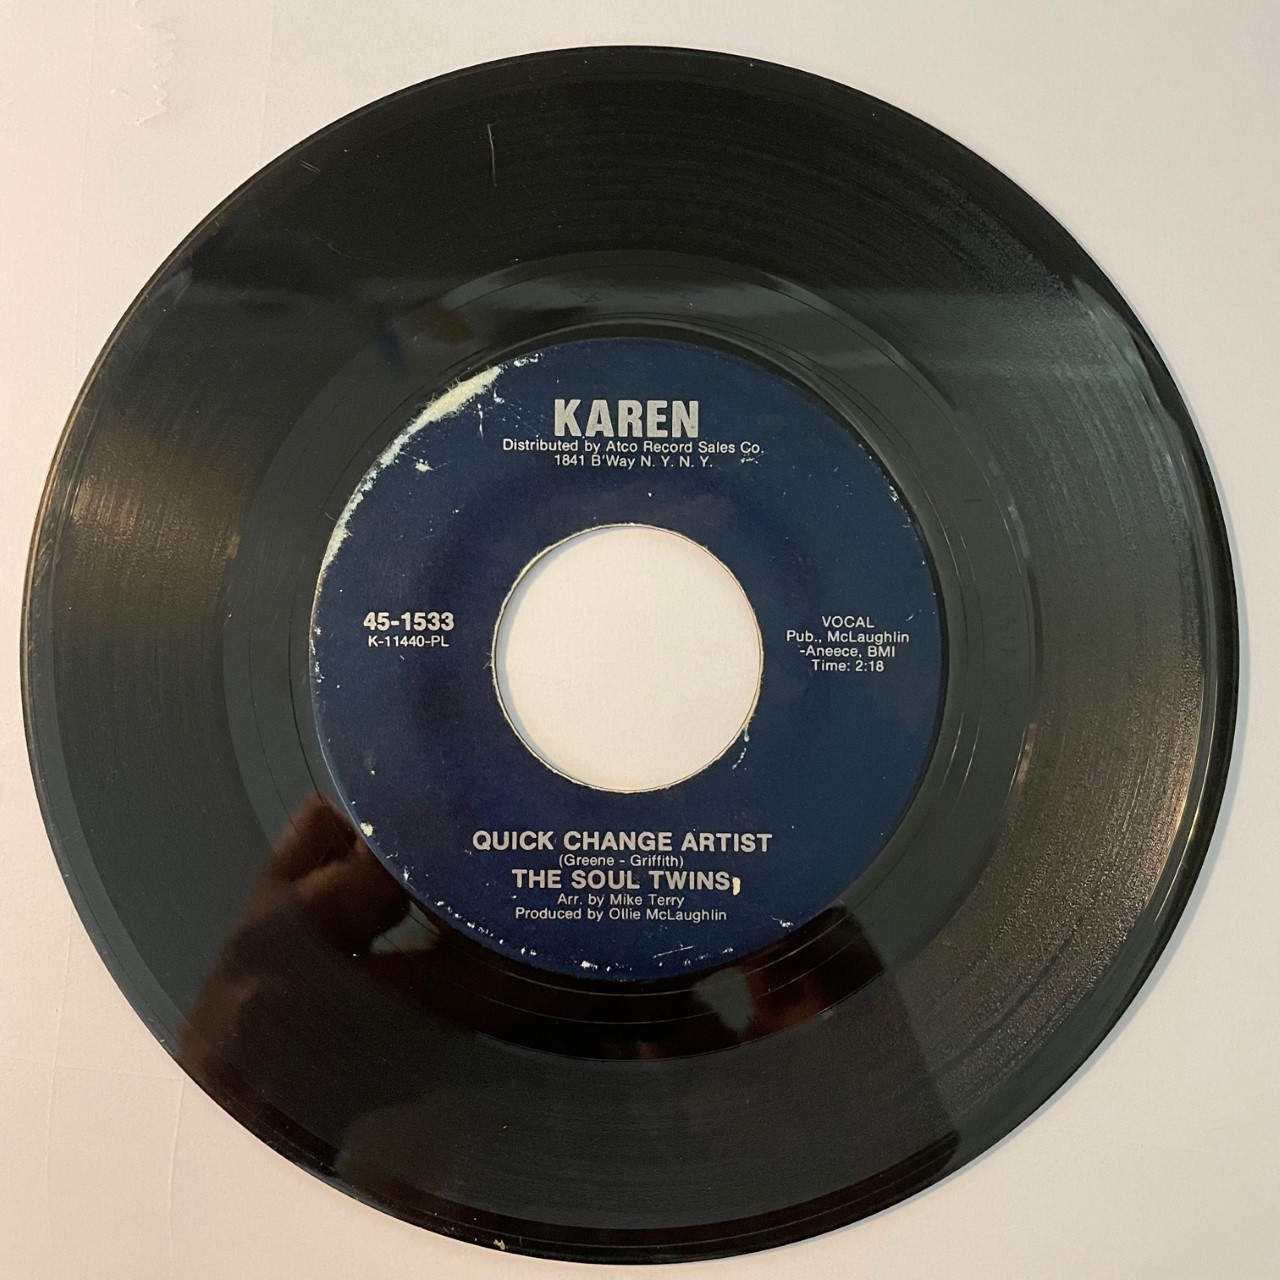 KAREN
Distributed by Atco Record Sales Co.
1841 B'Way N. Y. N. Y.
45-1533
K-11440-PL
VOCAL
Pub., McLaughlin
-Aneece, BMI
Time: 2:18
QUICK CHANGE ARTIST
(Greene - Griffith)
THE SOUL TWINS
Arr. by Mike Terry
Produced by Ollie McLaughlin